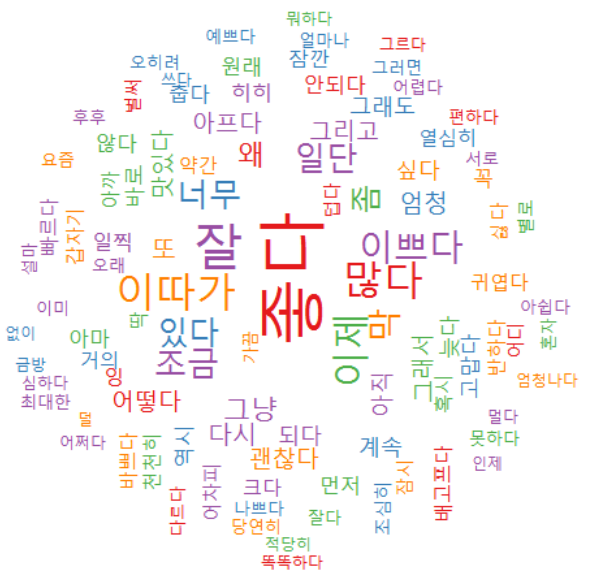 뭐하다
예쁘다
얼마나
그르다
오히려
원래
잠깐
그러면
쓰다
벌써
춥다
히히
안되다
어렵다
그래도
후후
아프다
그리고
편하다
않다
맛있다
왜
일단
열심히
요즘
약간
싶다
서로
아까
바로
너무
덥다
좀
엄청
꼭
설마
빠르다
갑자기
일찍
또
잘
좋다
이쁘다
싫다
별로
오래
이따가
많다
귀엽다
이미
딱
막
아쉽다
없이
아마
있다
가끔
이제
그래서
늦다
반하다
어디
혼자
금방
거의
조금
혹시
고맙다
심하다
잉
아직
엄청나다
최대한
어떻다
그냥
덜
멀다
어쩌다
바쁘다
천천히
역시
다시
되다
계속
못하다
괜찮다
잠시
배고프다
인제
어차피
크다
먼저
다르다
나쁘다
잘다
조심히
당연히
적당히
똑똑하다